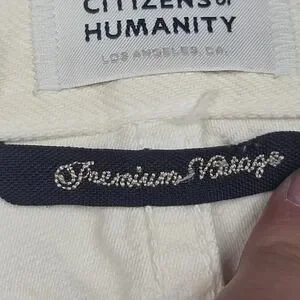 CITIZENS of
HUMANITY
LOS ANGELES, CA.
Premium Vintage